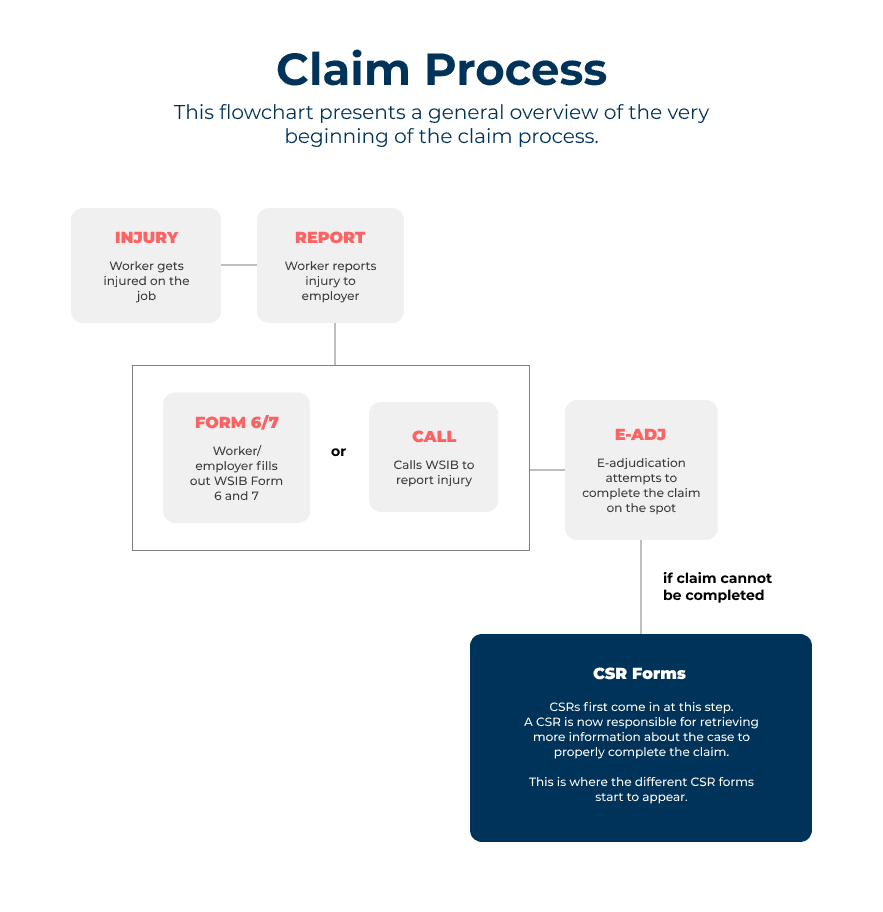 Claim Process
This flowchart presents a general overview of the very
beginning of the claim process.
INJURY
Worker gets
injured on the
job
REPORT
Worker reports
injury to
employer
FORM 6/7
Worker/
employer fills
out WSIB Form
6 and 7
or
CALL
Calls WSIB to
report injury
E-ADJ
E-adjudication
attempts to
complete the claim
on the spot
if claim cannot
be completed
CSR Forms
CSRs first come in at this step.
A CSR is now responsible for retrieving
more information about the case to
properly complete the claim.
This is where the different CSR forms
start to appear.